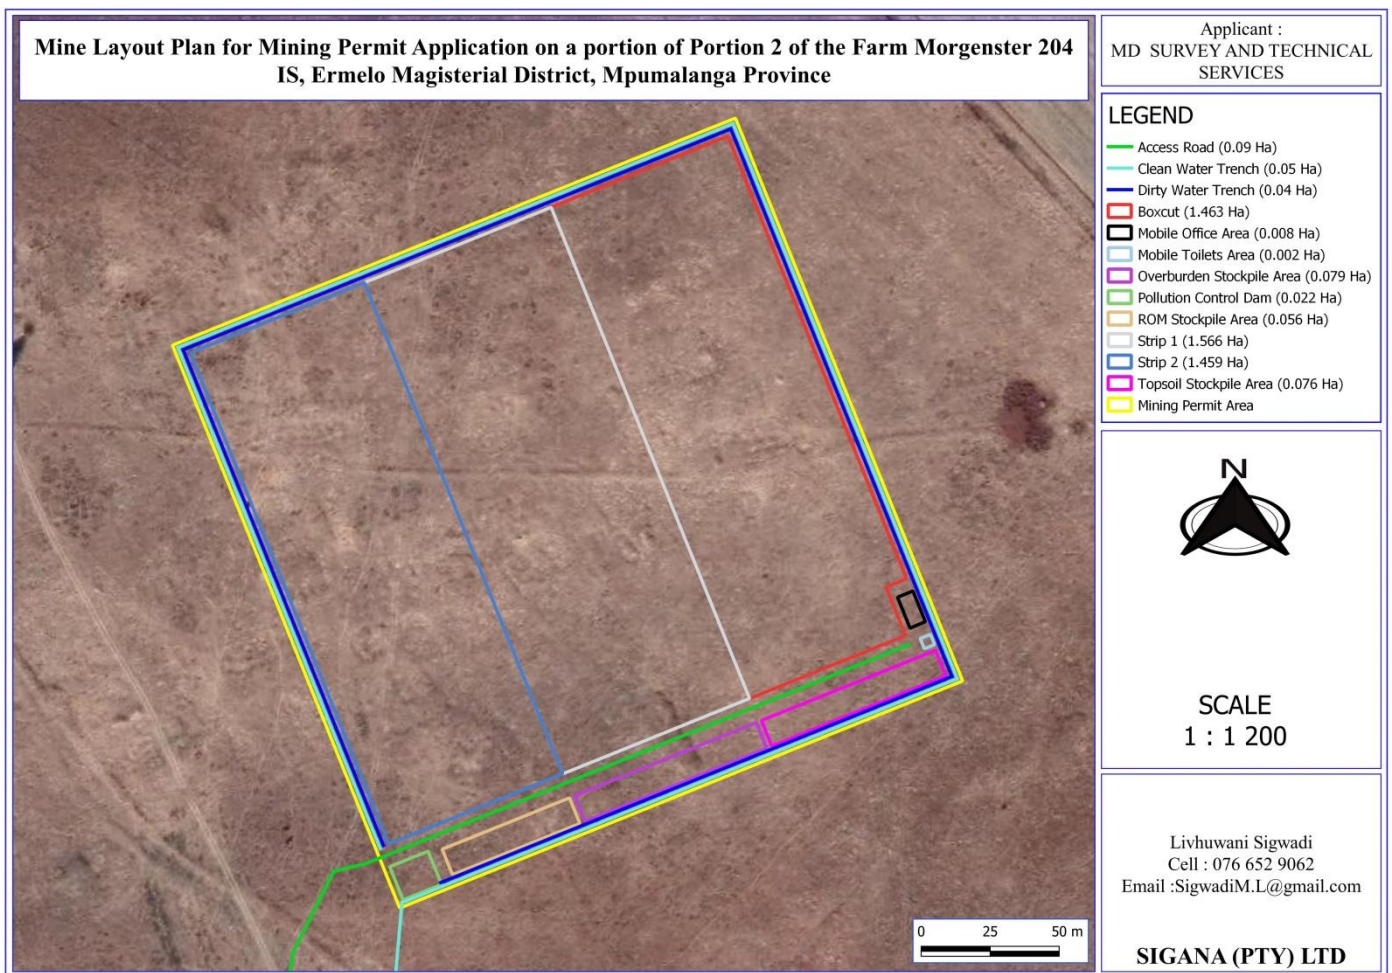 Mine Layout Plan for Mining Permit Application on a portion of Portion 2 of the Farm Morgenster 204
IS, Ermelo Magisterial District, Mpumalanga Province
Applicant :
MD SURVEY AND TECHNICAL
SERVICES
LEGEND
Access Road (0.09 Ha)
Clean Water Trench (0.05 Ha)
Dirty Water Trench (0.04 Ha)
Boxcut (1.463 Ha)
Mobile Office Area (0.008 Ha)
Mobile Toilets Area (0.002 Ha)
Overburden Stockpile Area (0.079 Ha)
Pollution Control Dam (0.022 Ha)
ROM Stockpile Area (0.056 Ha)
Strip 1 (1.566 Ha)
Strip 2 (1.459 Ha)
Topsoil Stockpile Area (0.076 Ha)
Mining Permit Area
N
SCALE
1 : 1 200
Livhuwani Sigwadi
Cell : 076 652 9062
Email :SigwadiM.L@gmail.com
SIGANA (PTY) LTD
0 25 50 m